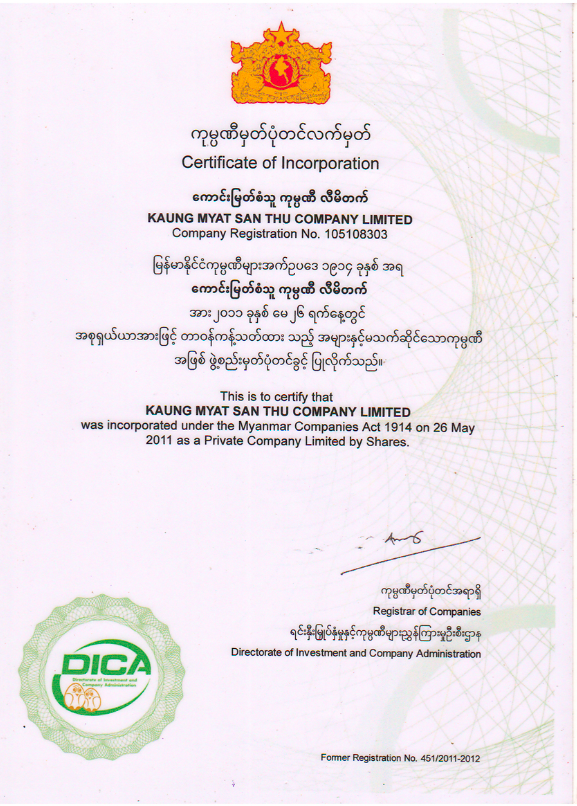 ကုမ္ပဏီမှတ်ပုံတင်လက်မှတ်
Certificate of Incorporation
ကောင်းမြတ်စံသူ ကုမ္ပဏီ လီမိတက်
KAUNG MYAT SAN THU COMPANY LIMITED
Company Registration No. 105108303
မြန်မာနိုင်ငံကုမ္ပဏီများအက်ဥပဒေ ၁၉၁၄ ခုနှစ် အရ
ကောင်းမြတ်စံသူ ကုမ္ပဏီ လီမိတက်
အား၂၀၁၁ ခုနှစ် မေ၂၆ ရက်နေ့တွင်
အစုရှယ်ယာအားဖြင့် တာဝန်ကန့်သတ်ထား သည့် အများနှင့်မသက်ဆိုင်သောကုမ္ပဏီ
အဖြစ် ဖွဲ့စည်းမှတ်ပုံတင်ခွင့် ပြုလိုက်သည်။
This is to certify that
KAUNG MYAT SAN THU COMPANY LIMITED
was incorporated under the Myanmar Companies Act 1914 on 26 May
2011 as a Private Company Limited by Shares.
ကုမ္ပဏီမှတ်ပုံတင်အရာရှိ
Registrar of Companies
ရင်းနှီးမြှုပ်နှံမှုနှင့်ကုမ္ပဏီများညွှန်ကြားမှုဦးစီးဌာန
Directorate of Investment and Company Administration
DICA
Directorate of Investment and
Company Administration
Former Registration No. 451/2011-2012